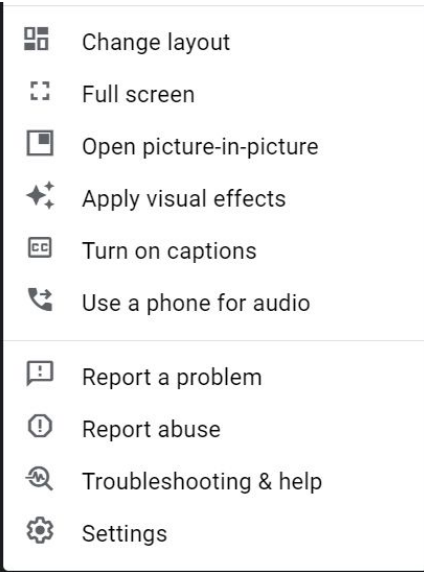 Change layout
Full screen
Open picture-in-picture
Apply visual effects
CC Turn on captions
Use a phone for audio
Report a problem
Report abuse
Troubleshooting & help
Settings